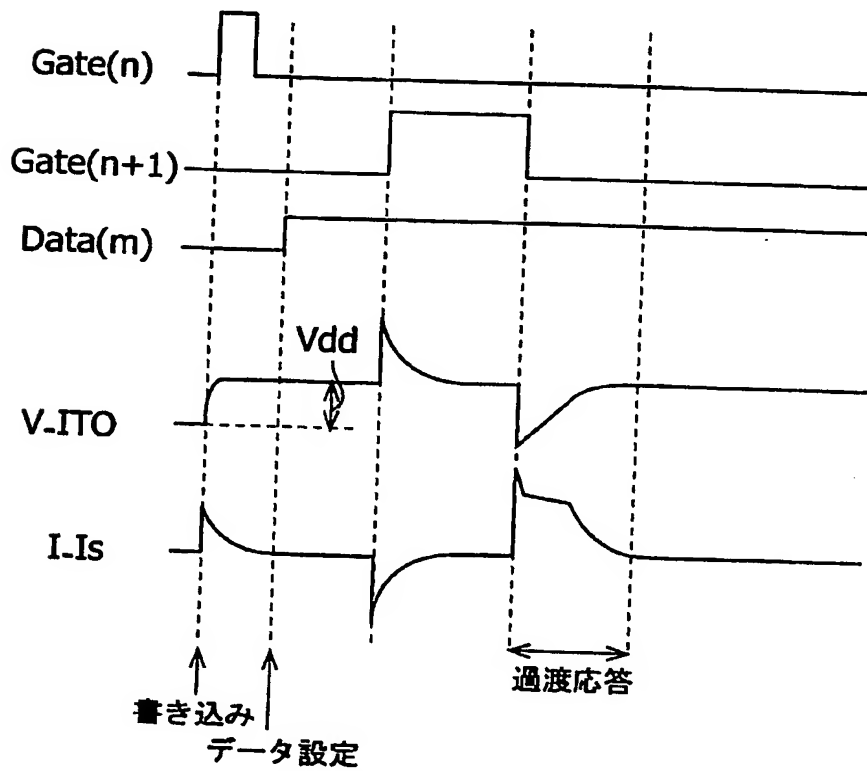 Gate(n)
Gate(n+1)
Data(m)
Vdd
V-ITO
I-Is
過渡応答
書き込み
データ設定